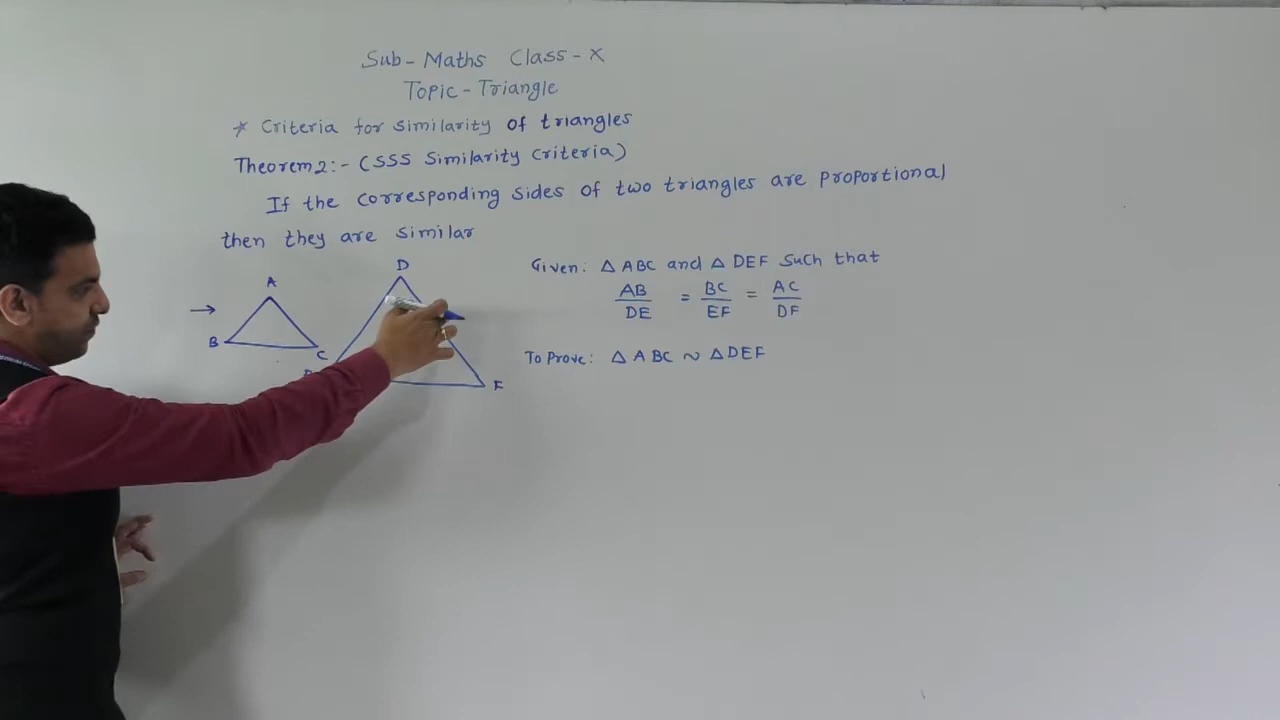 Sub- Maths Class- X
Topic - Triangle
* Criteria for similarity of triangles
Theorem 2:- (SSS Similarity Criteria)
If the corresponding sides of two triangles are proportional
then they are similar
Given: △ ABC and △ DEF Such that
AB/DE = BC/EF = AC/DF
To Prove: △ ABC ~ △ DEF
→ A B C
D F